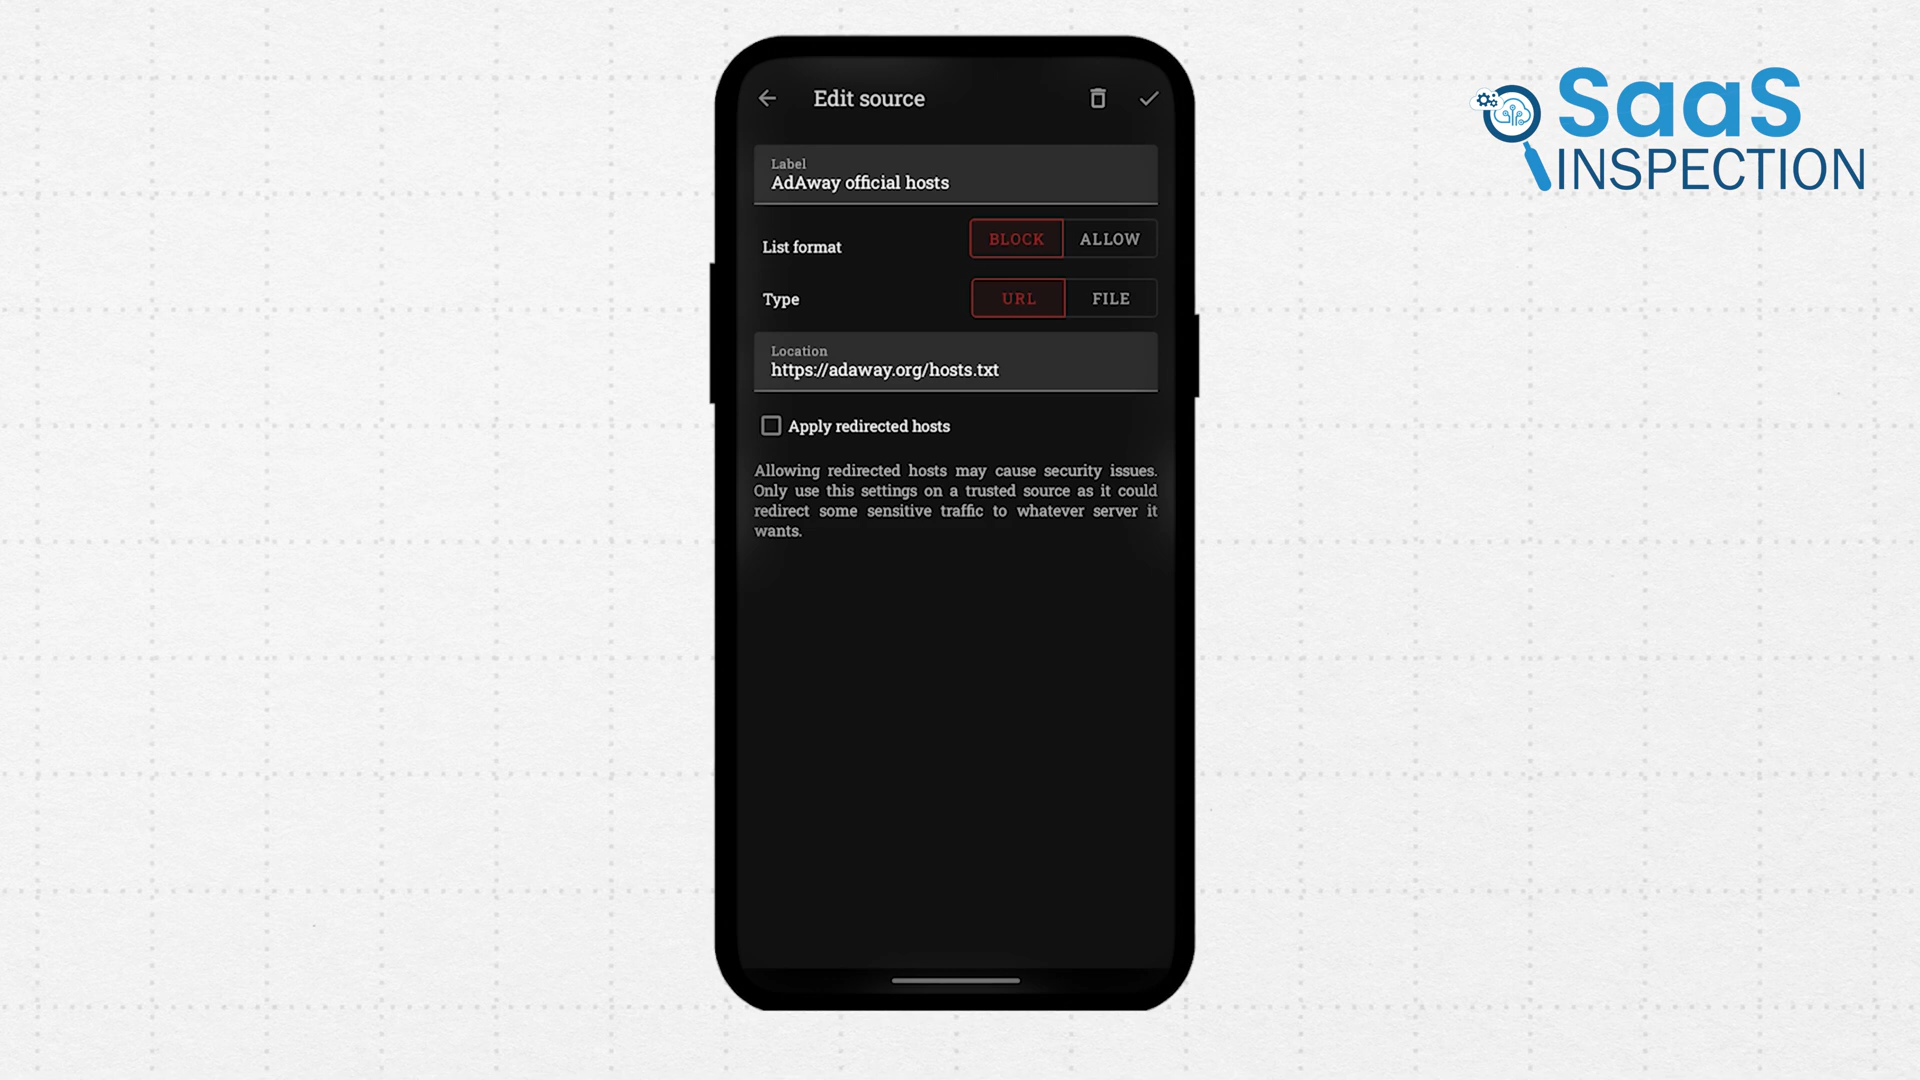 Edit source
SaaS
INSPECTION
Label
AdAway official hosts
List format
BLOCK
ALLOW
Type
URL
FILE
Location
https://adaway.org/hosts.txt
Apply redirected hosts
Allowing redirected hosts may cause security issues.
Only use this settings on a trusted source as it could
redirect some sensitive traffic to whatever server it
wants.